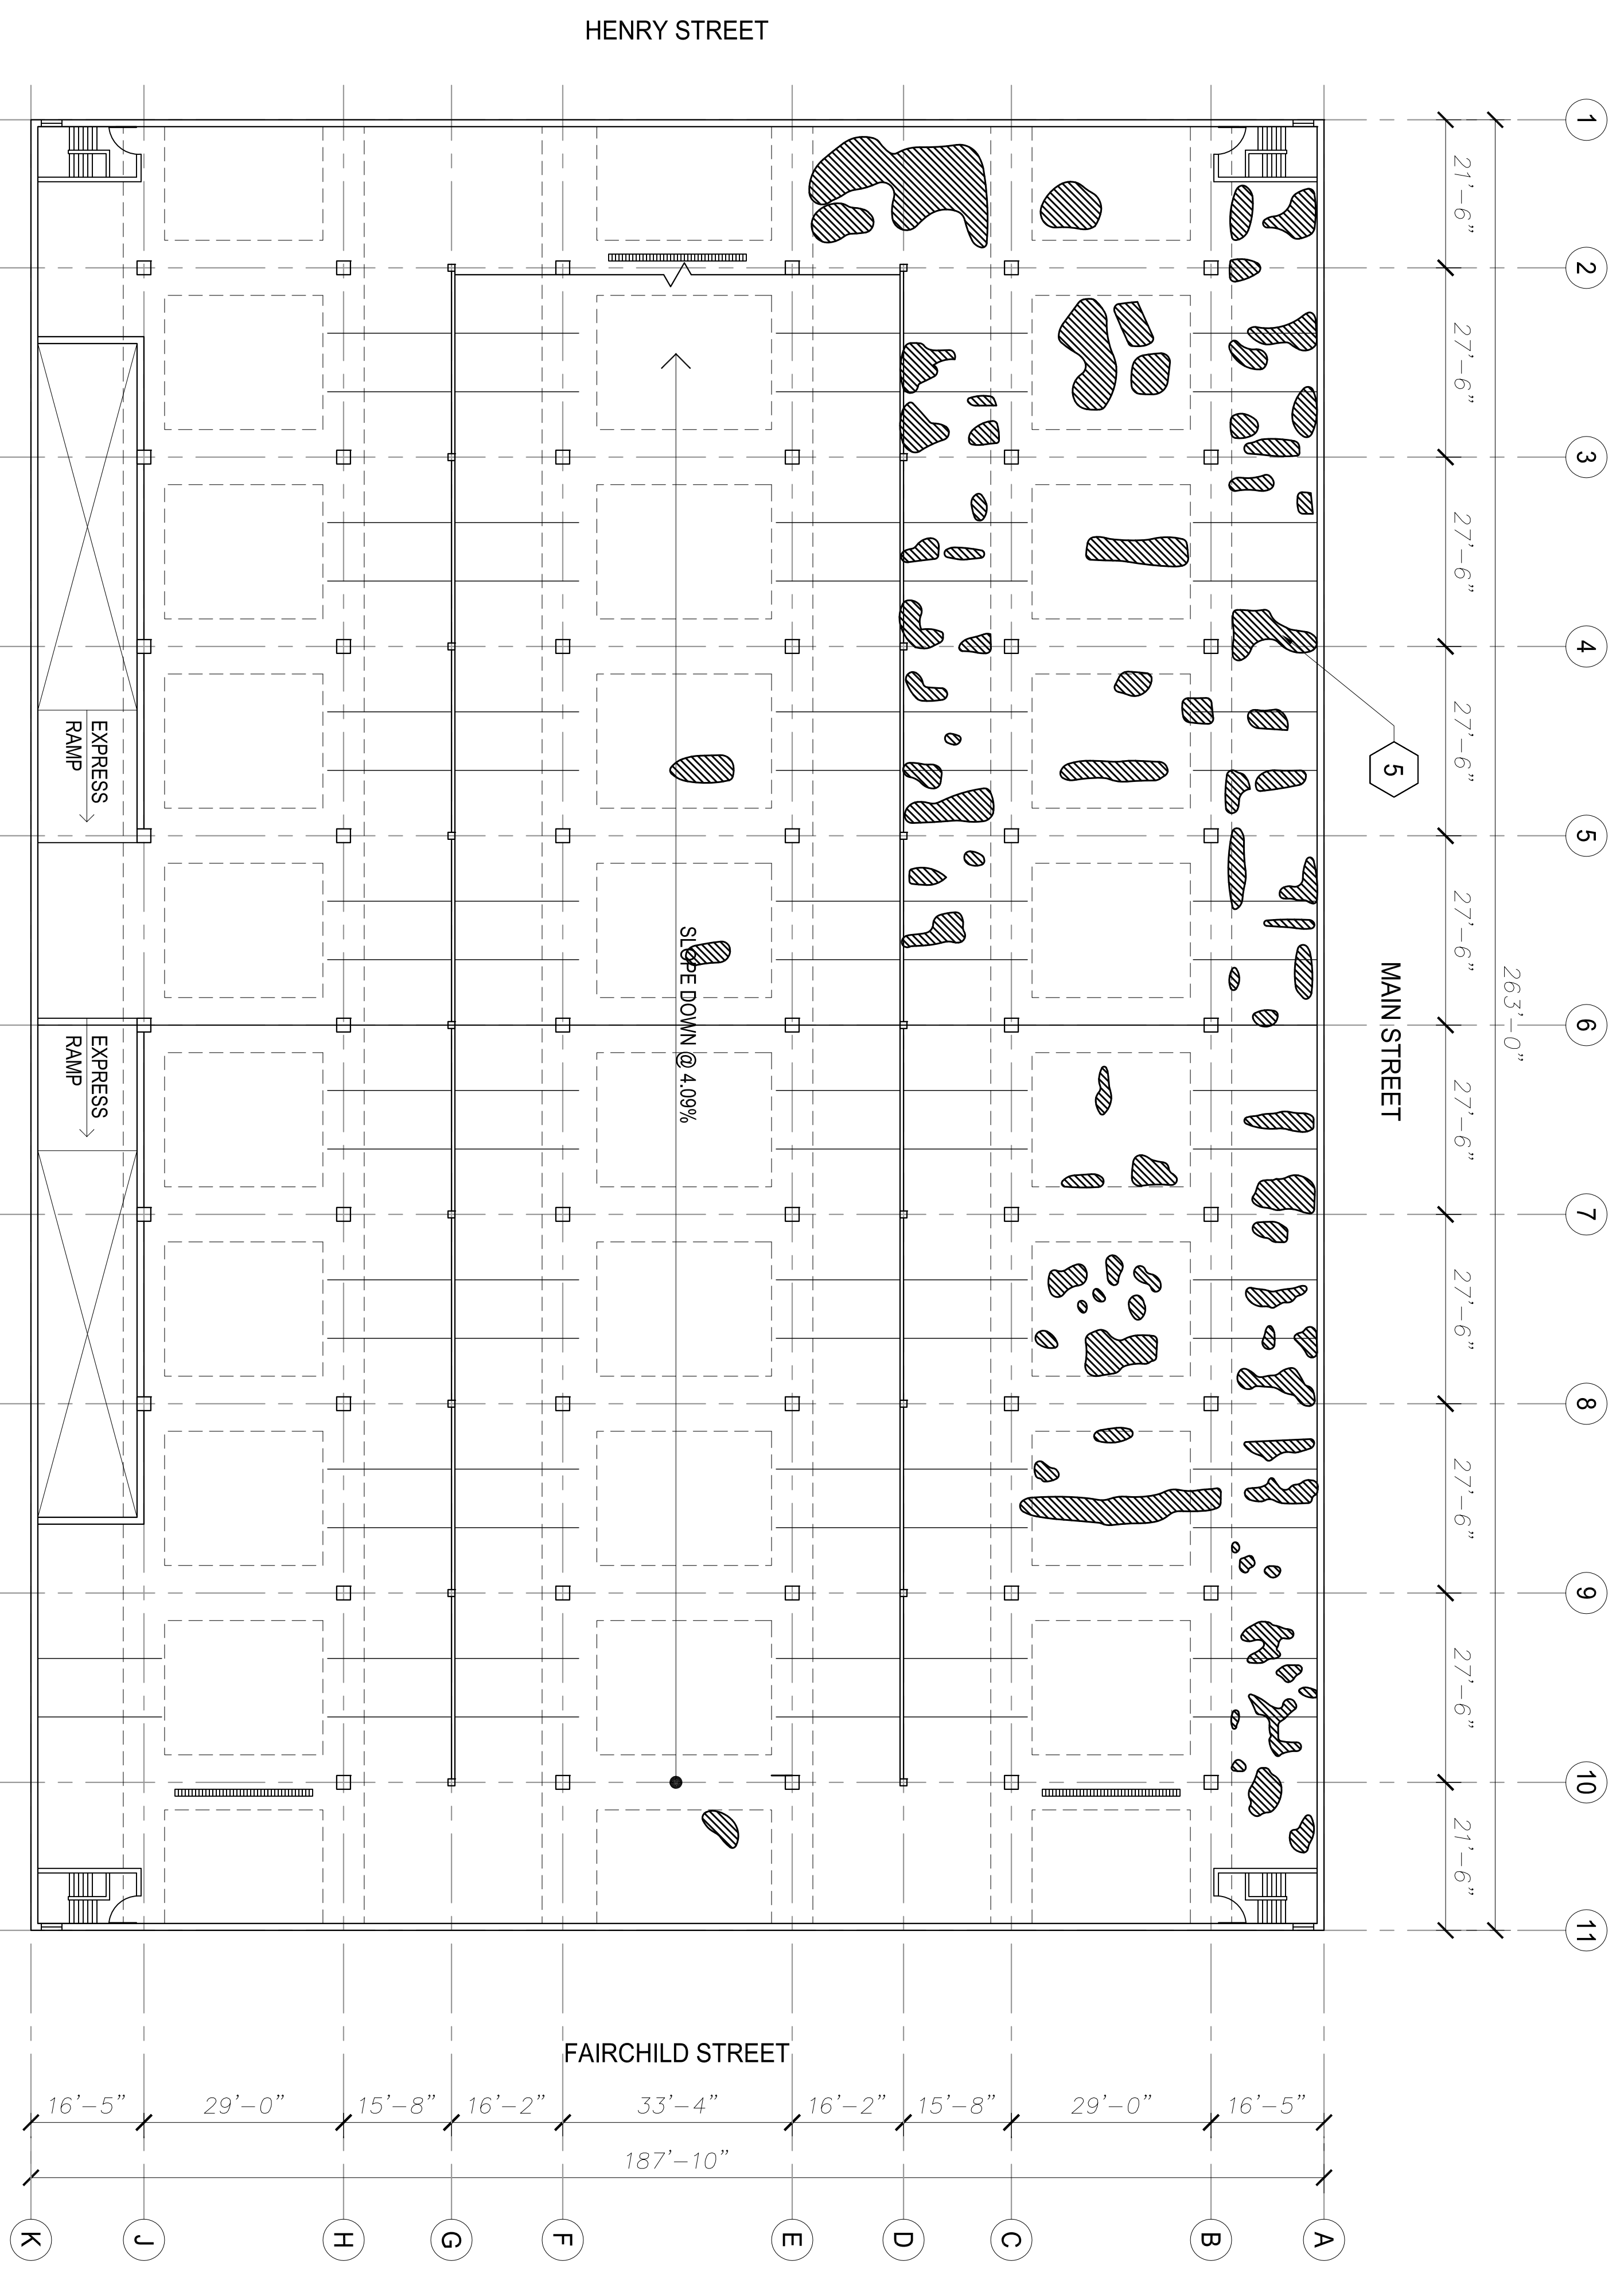 HENRY STREET
1
21'-6"
2
27'-6"
3
27'-6"
4
27'-6"
5
27'-6"
6
27'-6"
7
27'-6"
8
27'-6"
9
27'-6"
10
21'-6"
11
263'-0"
MAIN STREET
5
EXPRESS
RAMP
EXPRESS
RAMP
SLOPE DOWN @ 4.09%
FAIRCHILD STREET
16'-5"
29'-0"
15'-8"
16'-2"
33'-4"
16'-2"
15'-8"
29'-0"
16'-5"
187'-10"
K
J
H
G
F
E
D
C
B
A